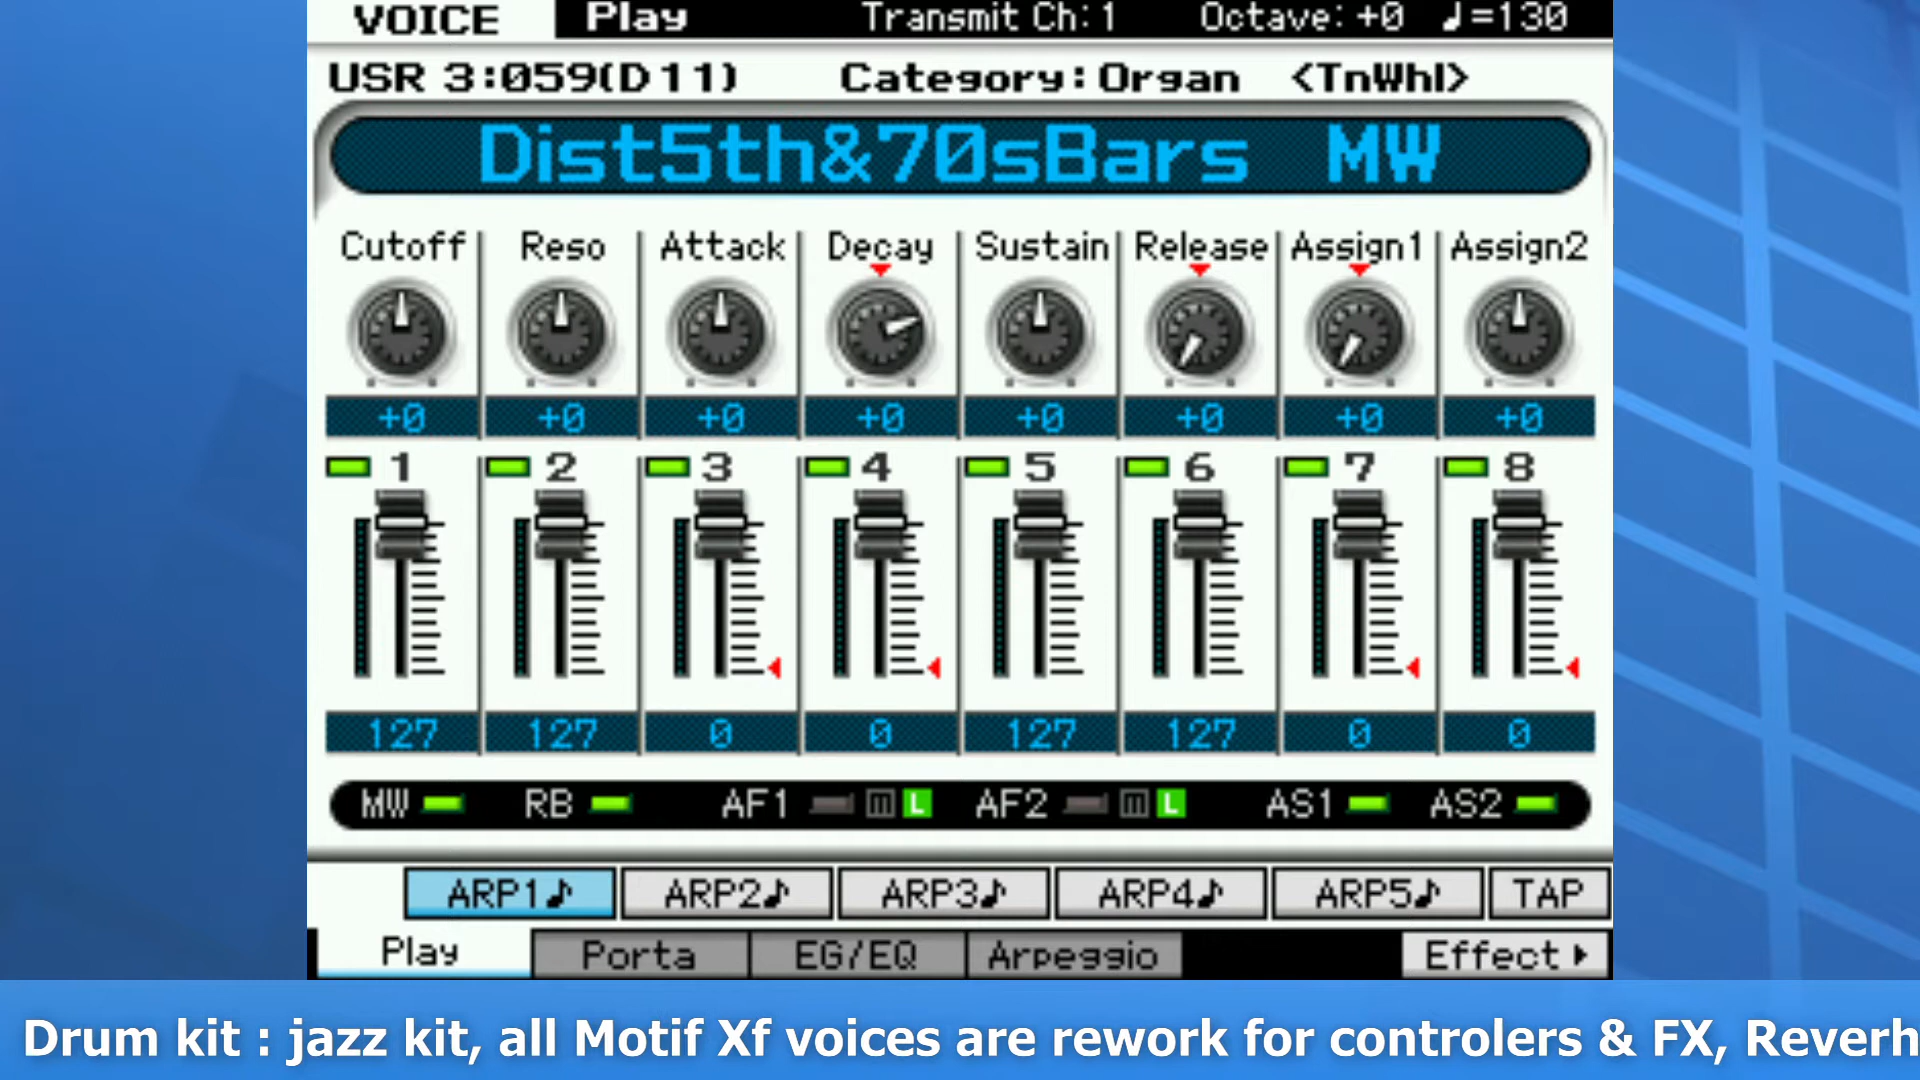 VOICE Play Transmit Ch: 1 Octave: +0 ♩=130
USR 3:059(D11) Category:Organ <TnWhl>
Dist5th&70sBars MW
Cutoff Reso Attack Decay Sustain Release Assign1 Assign2
+0 +0 +0 +0 +0 +0 +0 +0
1 2 3 4 5 6 7 8
127 127 0 0 127 127 0 0
MW RB AF1 m L AF2 m L AS1 AS2
ARP1♪ ARP2♪ ARP3♪ ARP4♪ ARP5♪ TAP
Play Porta EG/EQ Arpeggio Effect
Drum kit : jazz kit, all Motif Xf voices are rework for controlers & FX,